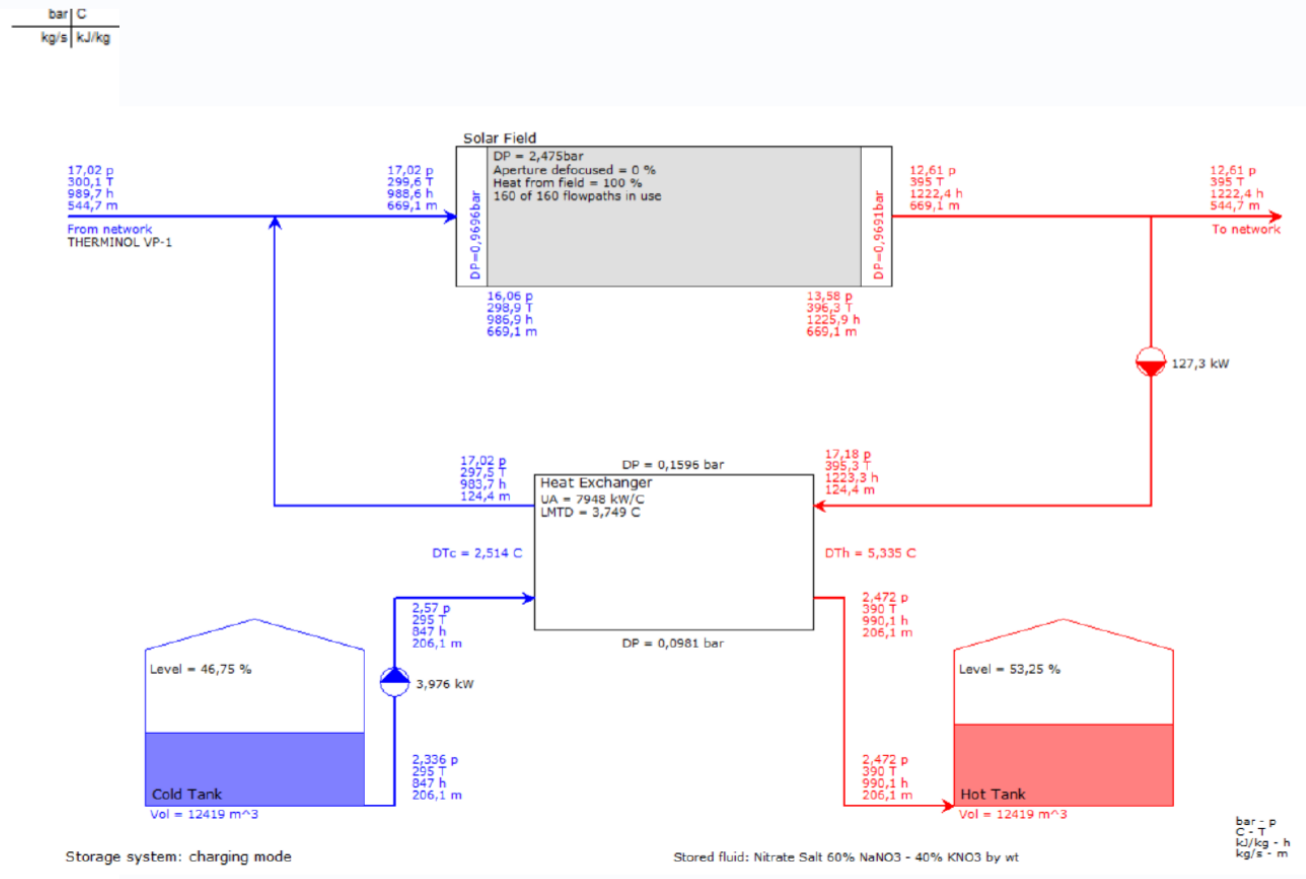 bar C
kg/s kJ/kg
Solar Field
DP = 2,475bar
Aperture defocused = 0 %
Heat from field = 100 %
160 of 160 flowpaths in use
DP=0,9696bar
DP=0,9691bar
17,02 p
300,1 T
989,7 h
544,7 m
From network
THERMINOL VP-1
17,02 p
299,6 T
988,6 h
669,1 m
12,61 p
395 T
1222,4 h
669,1 m
12,61 p
395 T
1222,4 h
544,7 m
To network
16,06 p
298,9 T
986,9 h
669,1 m
13,58 p
396,3 T
1225,9 h
669,1 m
127,3 kW
17,02 p
297,5 T
983,7 h
124,4 m
DP = 0,1596 bar
17,18 p
395,3 T
1223,3 h
124,4 m
Heat Exchanger
UA = 7948 kW/C
LMTD = 3,749 C
DTc = 2,514 C
DTh = 5,335 C
2,57 p
295 T
847 h
206,1 m
2,472 p
390 T
990,1 h
206,1 m
DP = 0,0981 bar
Level = 46,75 %
3,976 kW
Level = 53,25 %
2,336 p
295 T
847 h
206,1 m
2,472 p
390 T
990,1 h
206,1 m
Cold Tank
Vol = 12419 m^3
Hot Tank
Vol = 12419 m^3
bar - p
C - T
kJ/kg - h
kg/s - m
Storage system: charging mode
Stored fluid: Nitrate Salt 60% NaNO3 - 40% KNO3 by wt